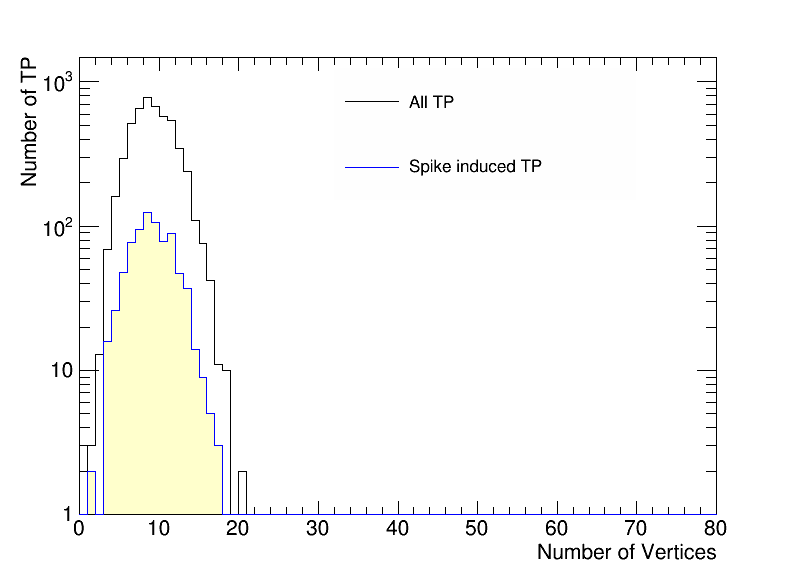 Number of TP
10³
10²
10
1
All TP
Spike induced TP
0 10 20 30 40 50 60 70 80
Number of Vertices